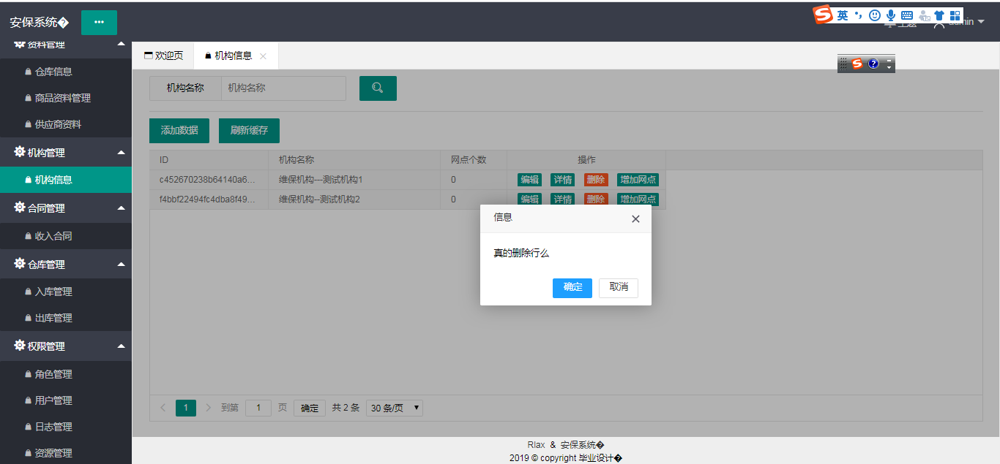 安保系统�
•••
英
主题
admin
资料管理
仓库信息
商品资料管理
供应商资料
机构管理
机构信息
合同管理
收入合同
仓库管理
入库管理
出库管理
权限管理
角色管理
用户管理
日志管理
资源管理
欢迎页 机构信息
机构名称 机构名称
添加数据 刷新缓存
ID 机构名称 网点个数 操作
c452670238b64140a6... 维保机构---测试机构1 0 编辑 详情 删除 增加网点
f4bbf22494fc4dba8f49... 维保机构--测试机构2 0 编辑 详情 删除 增加网点
信息
真的删除行么
确定 取消
1 到第 1 页 确定 共 2 条 30 条/页
Rlax & 安保系统�
2019 © copyright 毕业设计�